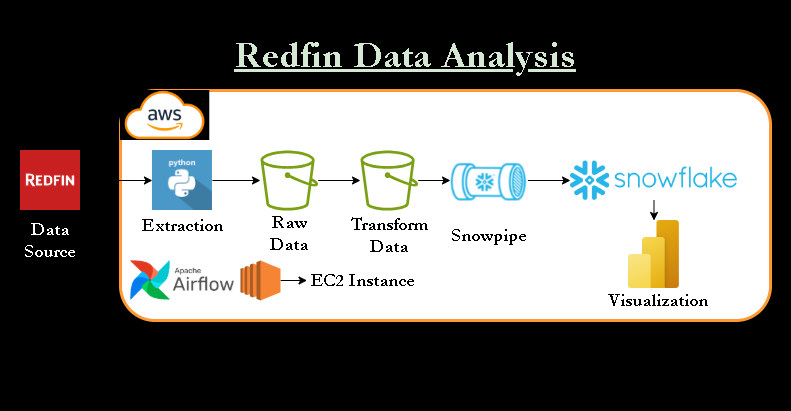 Redfin Data Analysis
aws
REDFIN
Data
Source
python
Extraction
Raw
Data
Transform
Data
Snowpipe
snowflake
Apache
Airflow
EC2 Instance
Visualization